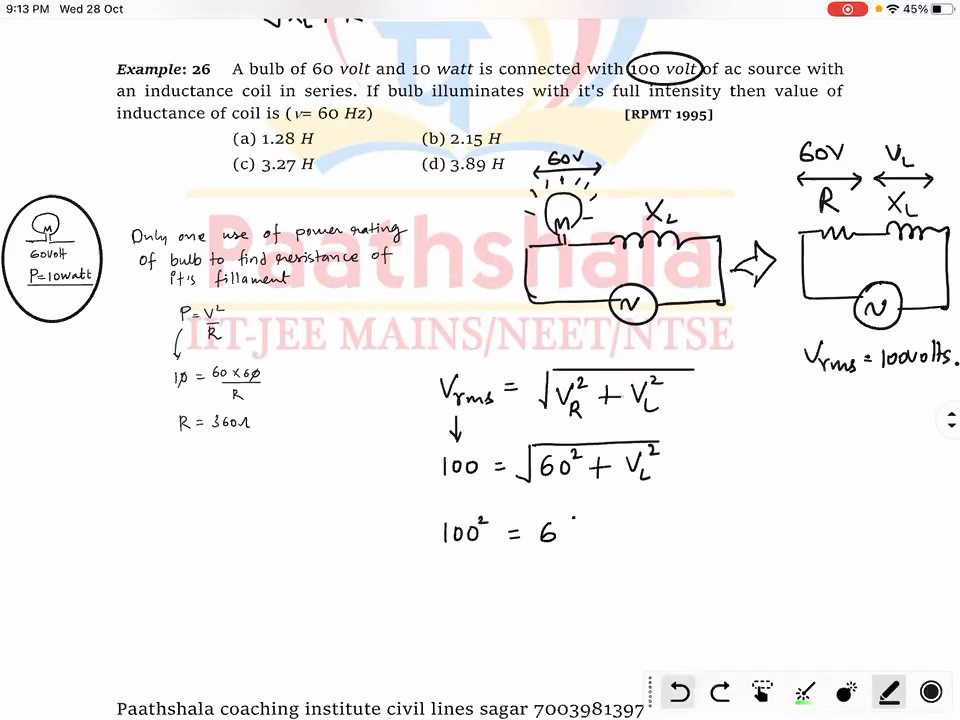 9:13 PM Wed 28 Oct
45%
Example: 26 A bulb of 60 volt and 10 watt is connected with 100 volt of ac source with
an inductance coil in series. If bulb illuminates with it's full intensity then value of
inductance of coil is (ν= 60 Hz) [RPMT 1995]
(a) 1.28 H (b) 2.15 H
(c) 3.27 H (d) 3.89 H
प
Paathshala
IIT-JEE MAINS/NEET/NTSE
60 volt
P=10watt
Only one use of power rating
of bulb to find resistance of
it's fillament
P = V²/R
10 = 60 × 60/R
R = 360Ω
60V
X_L
60V V_L
R X_L
V_rms = 100volts.
V_rms = √(V_R² + V_L²)
100 = √(60² + V_L²)
100² = 6
Paathshala coaching institute civil lines sagar 7003981397